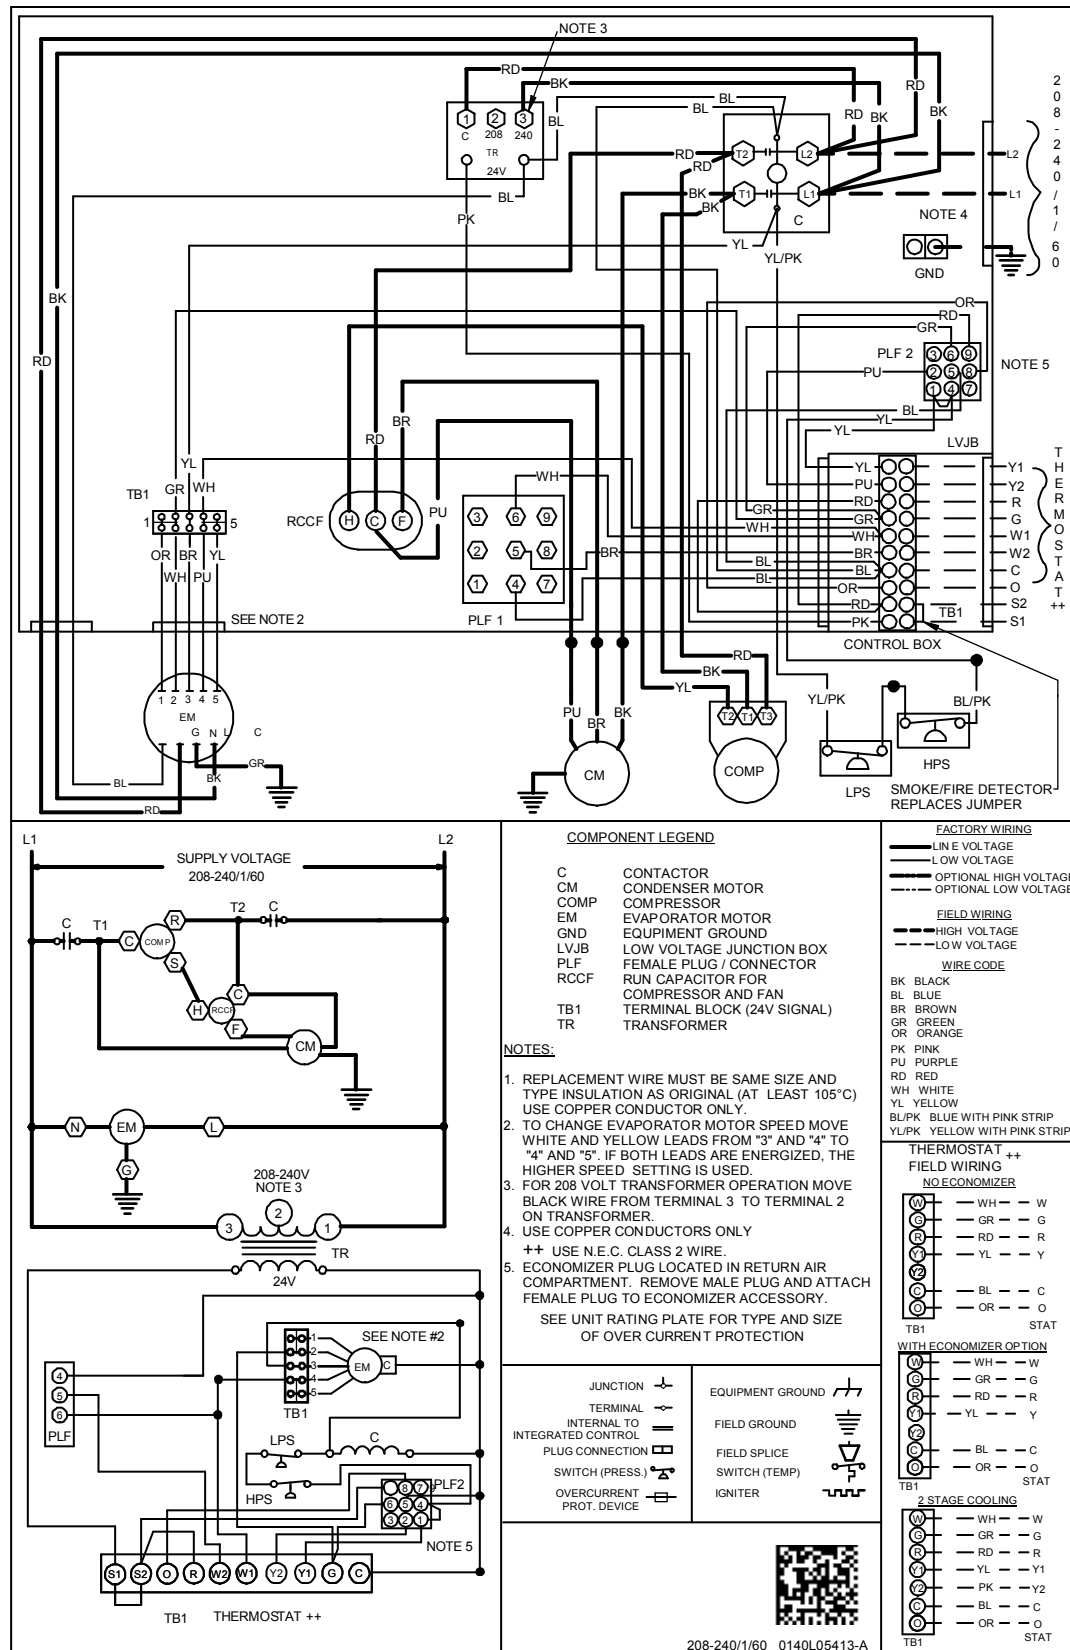 NOTE 3
RD
BK
BL
BL
BL
RD
BK
RD
BK
1
2
3
C
208
240
TR
24V
BL
PK
RD
RD
BK
BK
T2
L2
T1
L1
C
YL
YL/PK
L2
L1
NOTE 4
GND
208-240/1/60
BK
RD
OR
RD
GR
PLF 2
3 6 9
2 5 8
1 4 7
NOTE 5
PU
BL
YL
YL
LVJB
RD
BR
PU
YL
GR
WH
TB1
1
5
OR
WH
BR
PU
YL
RCCF
H
C
F
WH
BR
3 6 9
2 5 8
1 4 7
PLF 1
GR
WH
BL
BL
YL Y1
PU Y2
RD R
GR G
WH W1
BR W2
BL C
OR O
RD TB1 S2
PK S1
THERMOSTAT
++
CONTROL BOX
SEE NOTE 2
1 2 3 4 5
EM
G N L C
GR
BL
BK
RD
PU
BR
BK
CM
YL
BK
RD
T2 T1 T3
COMP
YL/PK
BL/PK
LPS
HPS
SMOKE/FIRE DETECTOR
REPLACES JUMPER
L1
L2
SUPPLY VOLTAGE
208-240/1/60
C
T1
T2
C
C
COMP
R
S
H
RCCF
C
F
CM
N
EM
L
G
208-240V
NOTE 3
3
2
1
TR
24V
SEE NOTE #2
1
2
3
4
5
EM
C
TB1
4
5
6
PLF
LPS
C
HPS
8 7
6 5 4
3 2 1
PLF2
NOTE 5
S1 S2 O R W2 W1 Y2 Y1 G C
TB1
THERMOSTAT ++
COMPONENT LEGEND
C CONTACTOR
CM CONDENSER MOTOR
COMP COMPRESSOR
EM EVAPORATOR MOTOR
GND EQUPIMENT GROUND
LVJB LOW VOLTAGE JUNCTION BOX
PLF FEMALE PLUG / CONNECTOR
RCCF RUN CAPACITOR FOR
COMPRESSOR AND FAN
TB1 TERMINAL BLOCK (24V SIGNAL)
TR TRANSFORMER
NOTES:
1. REPLACEMENT WIRE MUST BE SAME SIZE AND
TYPE INSULATION AS ORIGINAL (AT LEAST 105°C)
USE COPPER CONDUCTOR ONLY.
2. TO CHANGE EVAPORATOR MOTOR SPEED MOVE
WHITE AND YELLOW LEADS FROM "3" AND "4" TO
"4" AND "5". IF BOTH LEADS ARE ENERGIZED, THE
HIGHER SPEED SETTING IS USED.
3. FOR 208 VOLT TRANSFORMER OPERATION MOVE
BLACK WIRE FROM TERMINAL 3 TO TERMINAL 2
ON TRANSFORMER.
4. USE COPPER CONDUCTORS ONLY
++ USE N.E.C. CLASS 2 WIRE.
5. ECONOMIZER PLUG LOCATED IN RETURN AIR
COMPARTMENT. REMOVE MALE PLUG AND ATTACH
FEMALE PLUG TO ECONOMIZER ACCESSORY.
SEE UNIT RATING PLATE FOR TYPE AND SIZE
OF OVER CURRENT PROTECTION
JUNCTION
TERMINAL
INTERNAL TO
INTEGRATED CONTROL
PLUG CONNECTION
SWITCH (PRESS.)
OVERCURRENT
PROT. DEVICE
EQUIPMENT GROUND
FIELD GROUND
FIELD SPLICE
SWITCH (TEMP)
IGNITER
208-240/1/60 0140L05413-A
FACTORY WIRING
LINE VOLTAGE
LOW VOLTAGE
OPTIONAL HIGH VOLTAGE
OPTIONAL LOW VOLTAGE
FIELD WIRING
HIGH VOLTAGE
LOW VOLTAGE
WIRE CODE
BK BLACK
BL BLUE
BR BROWN
GR GREEN
OR ORANGE
PK PINK
PU PURPLE
RD RED
WH WHITE
YL YELLOW
BL/PK BLUE WITH PINK STRIP
YL/PK YELLOW WITH PINK STRIP
THERMOSTAT ++
FIELD WIRING
NO ECONOMIZER
W WH W
G GR G
R RD R
Y1 YL Y
Y2
C BL C
O OR O
TB1 STAT
WITH ECONOMIZER OPTION
W WH W
G GR G
R RD R
Y1 YL Y
Y2
C BL C
O OR O
TB1 STAT
2 STAGE COOLING
W WH W
G GR G
R RD R
Y1 YL Y1
Y2 PK Y2
C BL C
O OR O
TB1 STAT